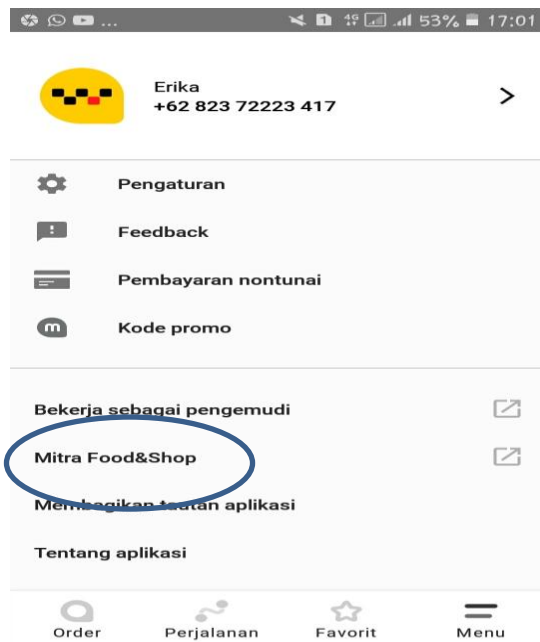 ... 4G 53% 17:01
Erika
+62 823 72223 417
Pengaturan
Feedback
Pembayaran nontunai
Kode promo
Bekerja sebagai pengemudi
Mitra Food&Shop
Membagikan tautan aplikasi
Tentang aplikasi
Order Perjalanan Favorit Menu